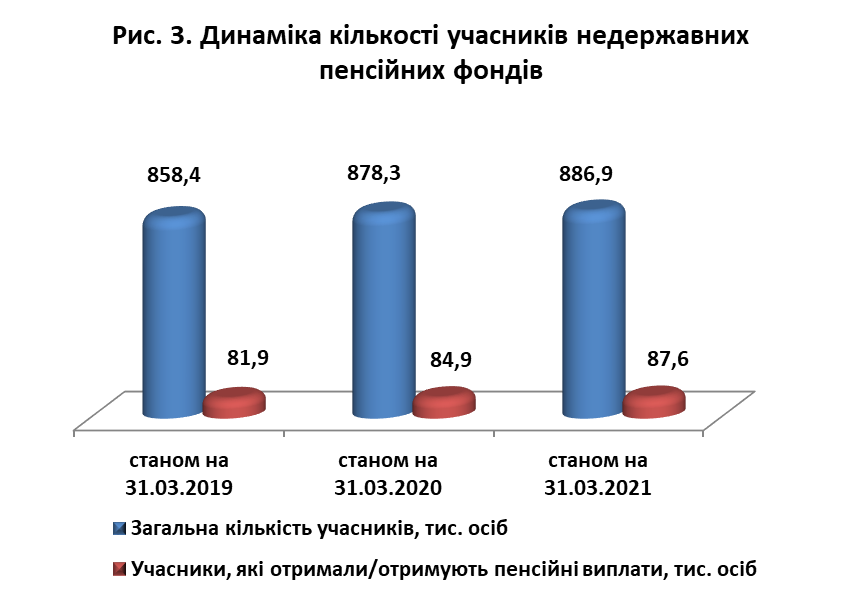 Рис. 3. Динаміка кількості учасників недержавних
пенсійних фондів
858,4
878,3
886,9
81,9
84,9
87,6
станом на
31.03.2019
станом на
31.03.2020
станом на
31.03.2021
Загальна кількість учасників, тис. осіб
Учасники, які отримали/отримують пенсійні виплати, тис. осіб